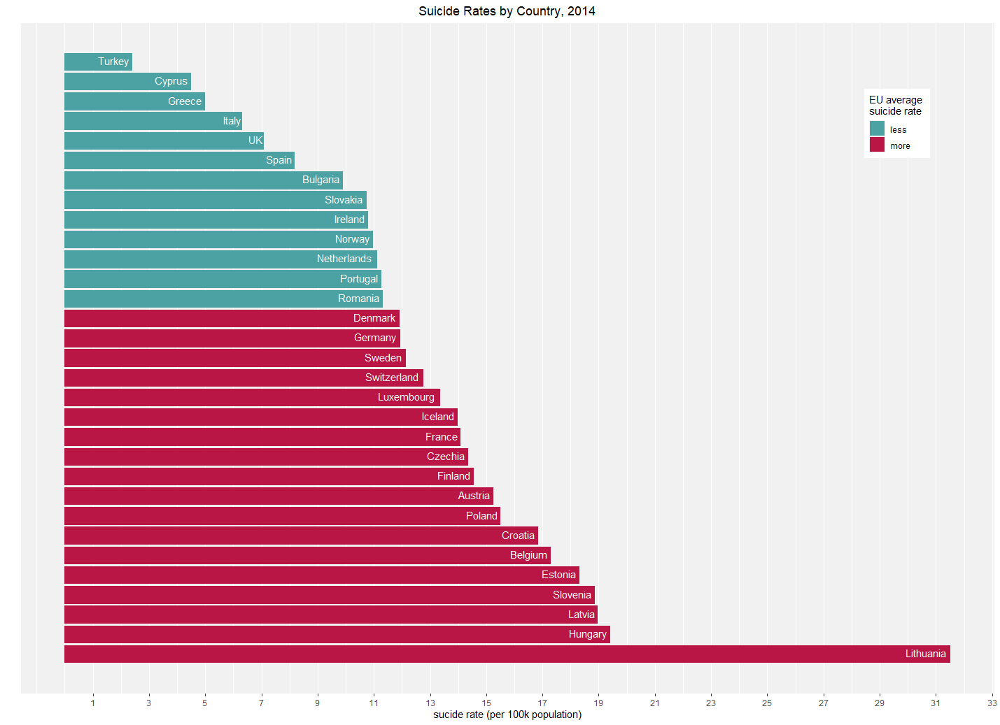 Suicide Rates by Country, 2014
Turkey
Cyprus
Greece
Italy
UK
Spain
Bulgaria
Slovakia
Ireland
Norway
Netherlands
Portugal
Romania
Denmark
Germany
Sweden
Switzerland
Luxembourg
Iceland
France
Czechia
Finland
Austria
Poland
Croatia
Belgium
Estonia
Slovenia
Latvia
Hungary
Lithuania
EU average
suicide rate
less
more
1 3 5 7 9 11 13 15 17 19 21 23 25 27 29 31 33
sucide rate (per 100k population)